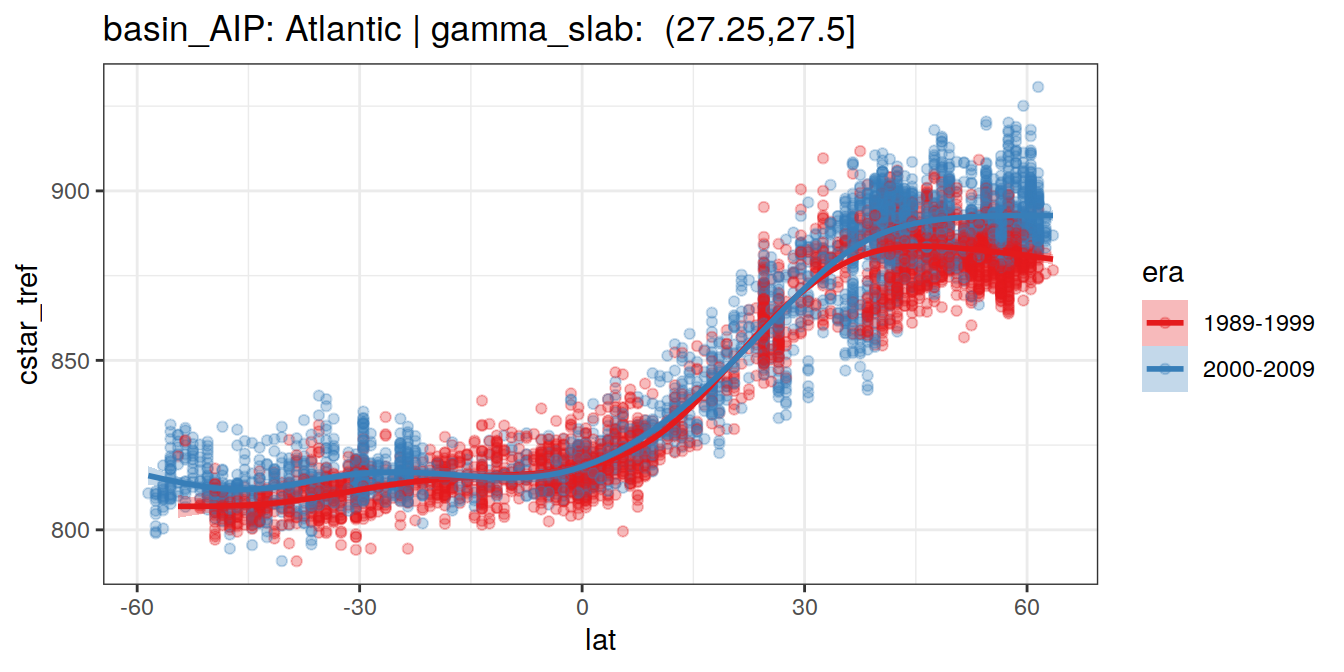 basin_AIP: Atlantic | gamma_slab:  (27.25,27.5]
cstar_tref
900
850
800
-60
-30
0
30
60
lat
era
1989-1999
2000-2009